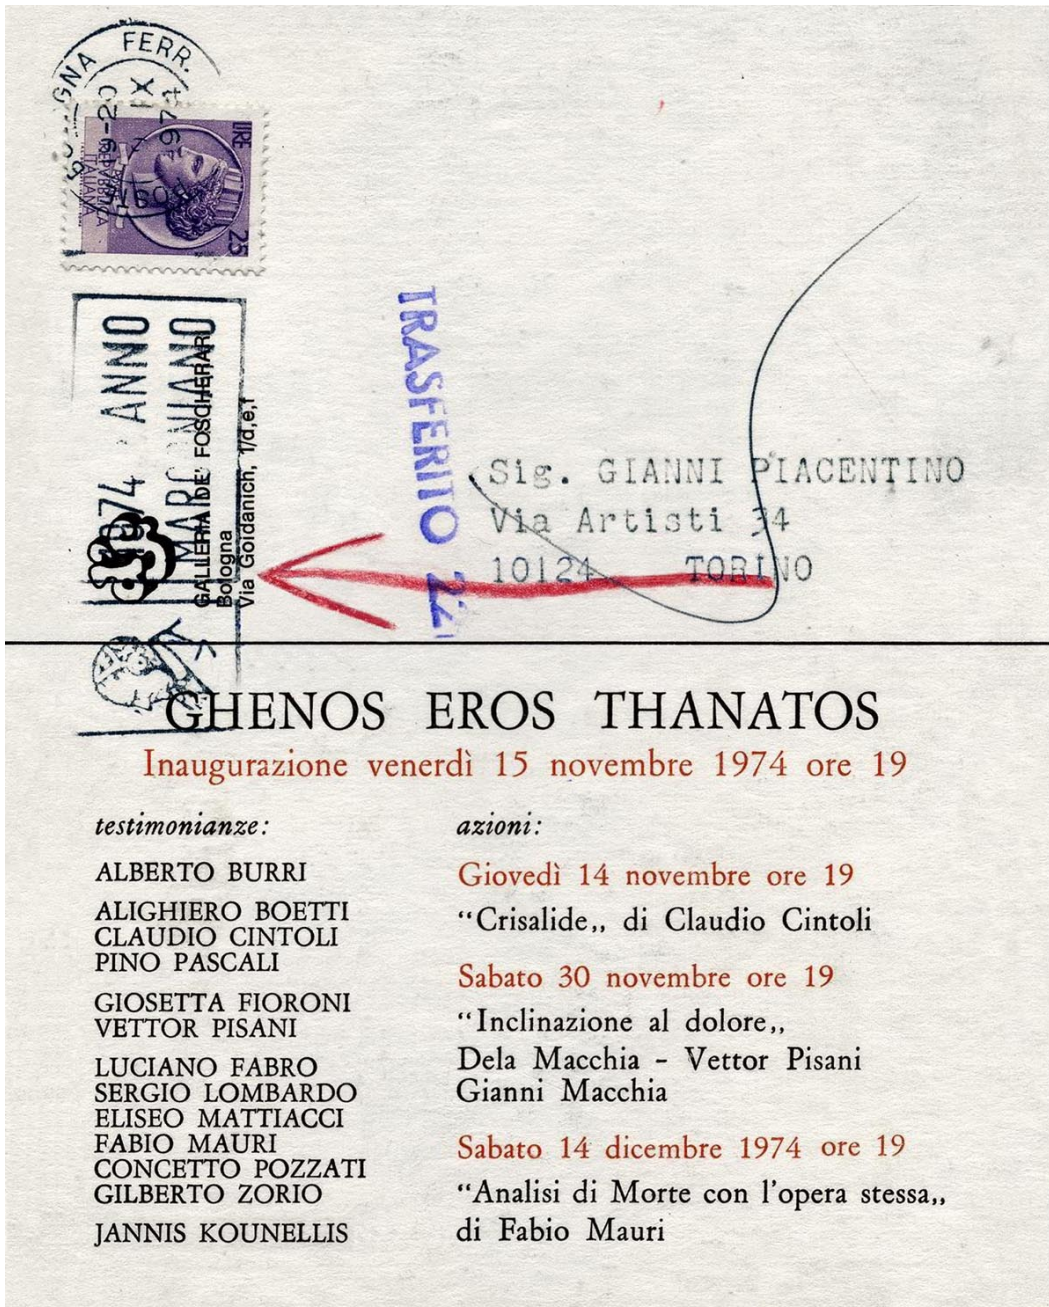 GNA FERR.
9-20
IX
LIRE
REPUBBLICA
ITALIANA
25
1974 ANNO
MARCONIANO
GALLERIA DE' FOSCHERARI
Bologna
Via Goidanich, 1/d,e,f
TRASFERITO 22
Sig. GIANNI PIACENTINO
Via Artisti 34
10124 TORINO
GHENOS EROS THANATOS
Inaugurazione venerdì 15 novembre 1974 ore 19
testimonianze:
ALBERTO BURRI
ALIGHIERO BOETTI
CLAUDIO CINTOLI
PINO PASCALI
GIOSETTA FIORONI
VETTOR PISANI
LUCIANO FABRO
SERGIO LOMBARDO
ELISEO MATTIACCI
FABIO MAURI
CONCETTO POZZATI
GILBERTO ZORIO
JANNIS KOUNELLIS
azioni:
Giovedì 14 novembre ore 19
“Crisalide„ di Claudio Cintoli
Sabato 30 novembre ore 19
“Inclinazione al dolore„
Dela Macchia - Vettor Pisani
Gianni Macchia
Sabato 14 dicembre 1974 ore 19
“Analisi di Morte con l'opera stessa„
di Fabio Mauri